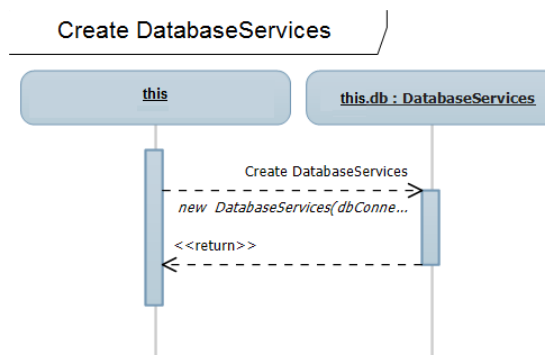 Create DatabaseServices
this
this.db : DatabaseServices
Create DatabaseServices
new DatabaseServices(dbConne...
<<return>>